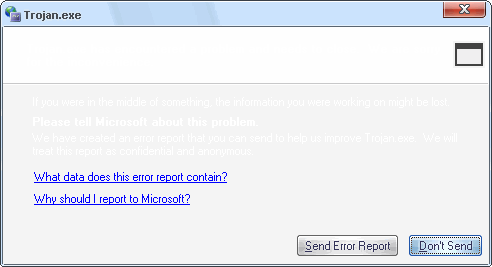 Trojan.exe
If you were in the middle of something, the information you were working on might be lost.
Please tell Microsoft about this problem.
We have created an error report that you can send to help us improve Trojan.exe. We will
treat this report as confidential and anonymous.
What data does this error report contain?
Why should I report to Microsoft?
Send Error Report
Don't Send